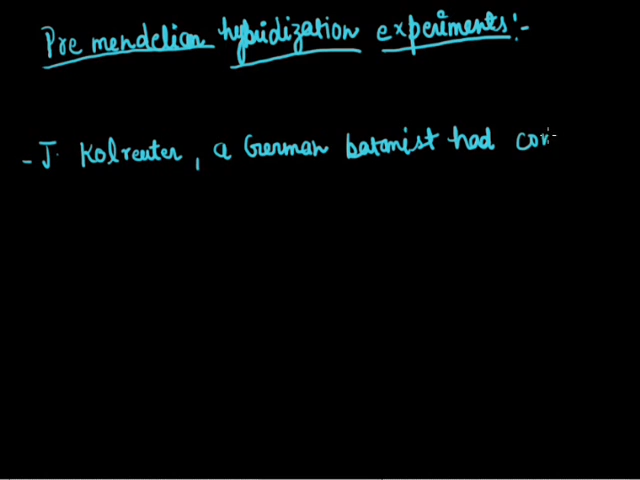 Pre mendelian hybridization experiments:-
- J. Kolreuter, a German botanist had